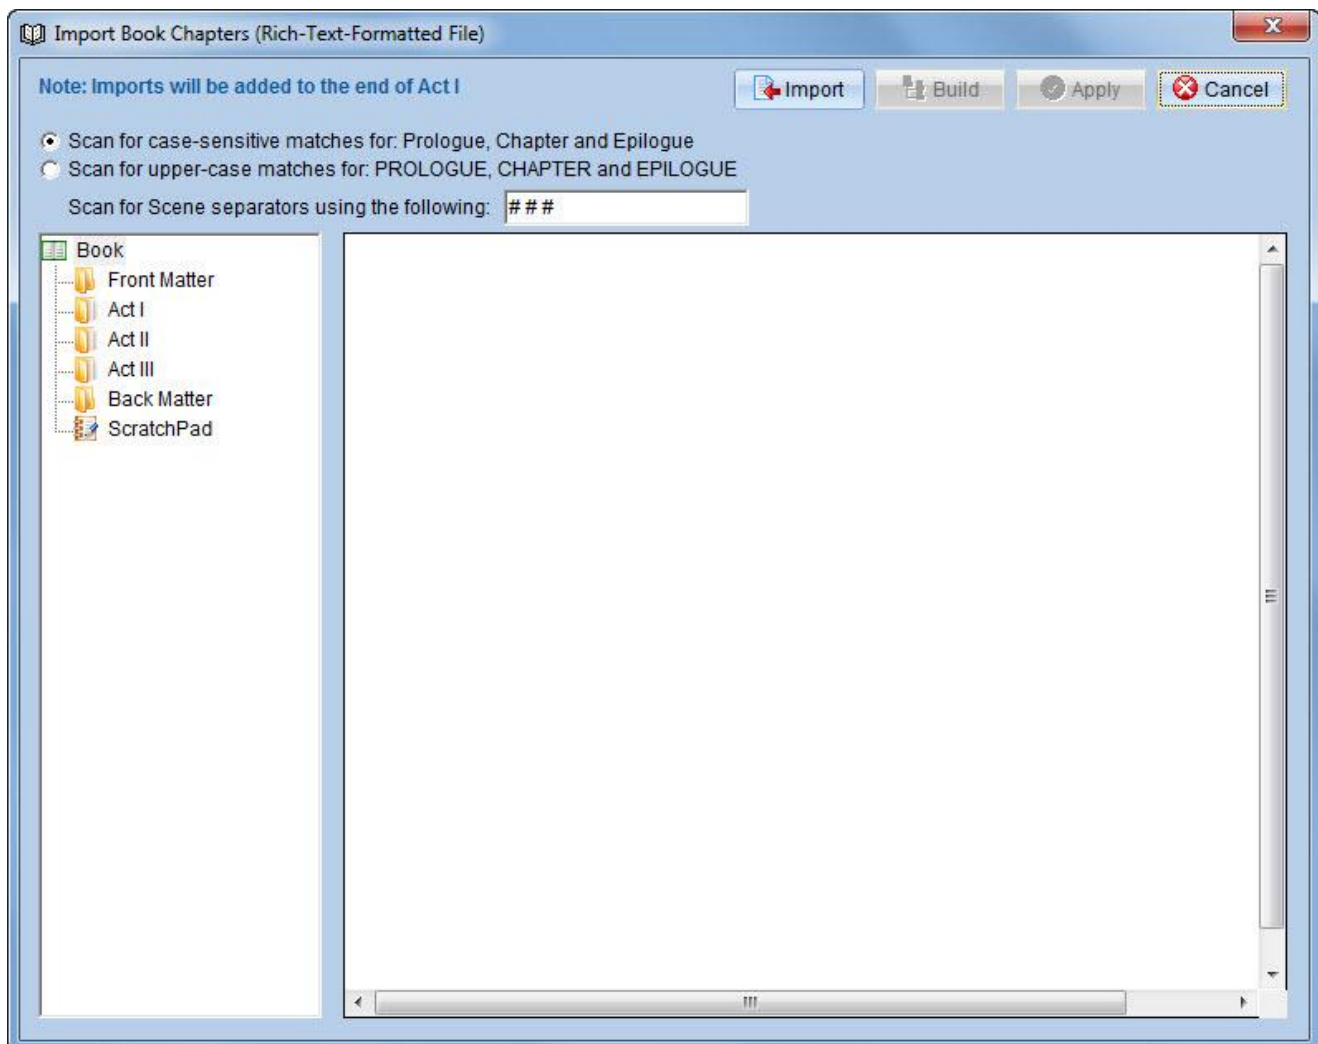 Import Book Chapters (Rich-Text-Formatted File)
Note: Imports will be added to the end of Act I
Import Build Apply Cancel
Scan for case-sensitive matches for: Prologue, Chapter and Epilogue
Scan for upper-case matches for: PROLOGUE, CHAPTER and EPILOGUE
Scan for Scene separators using the following: # # #
Book
Front Matter
Act I
Act II
Act III
Back Matter
ScratchPad